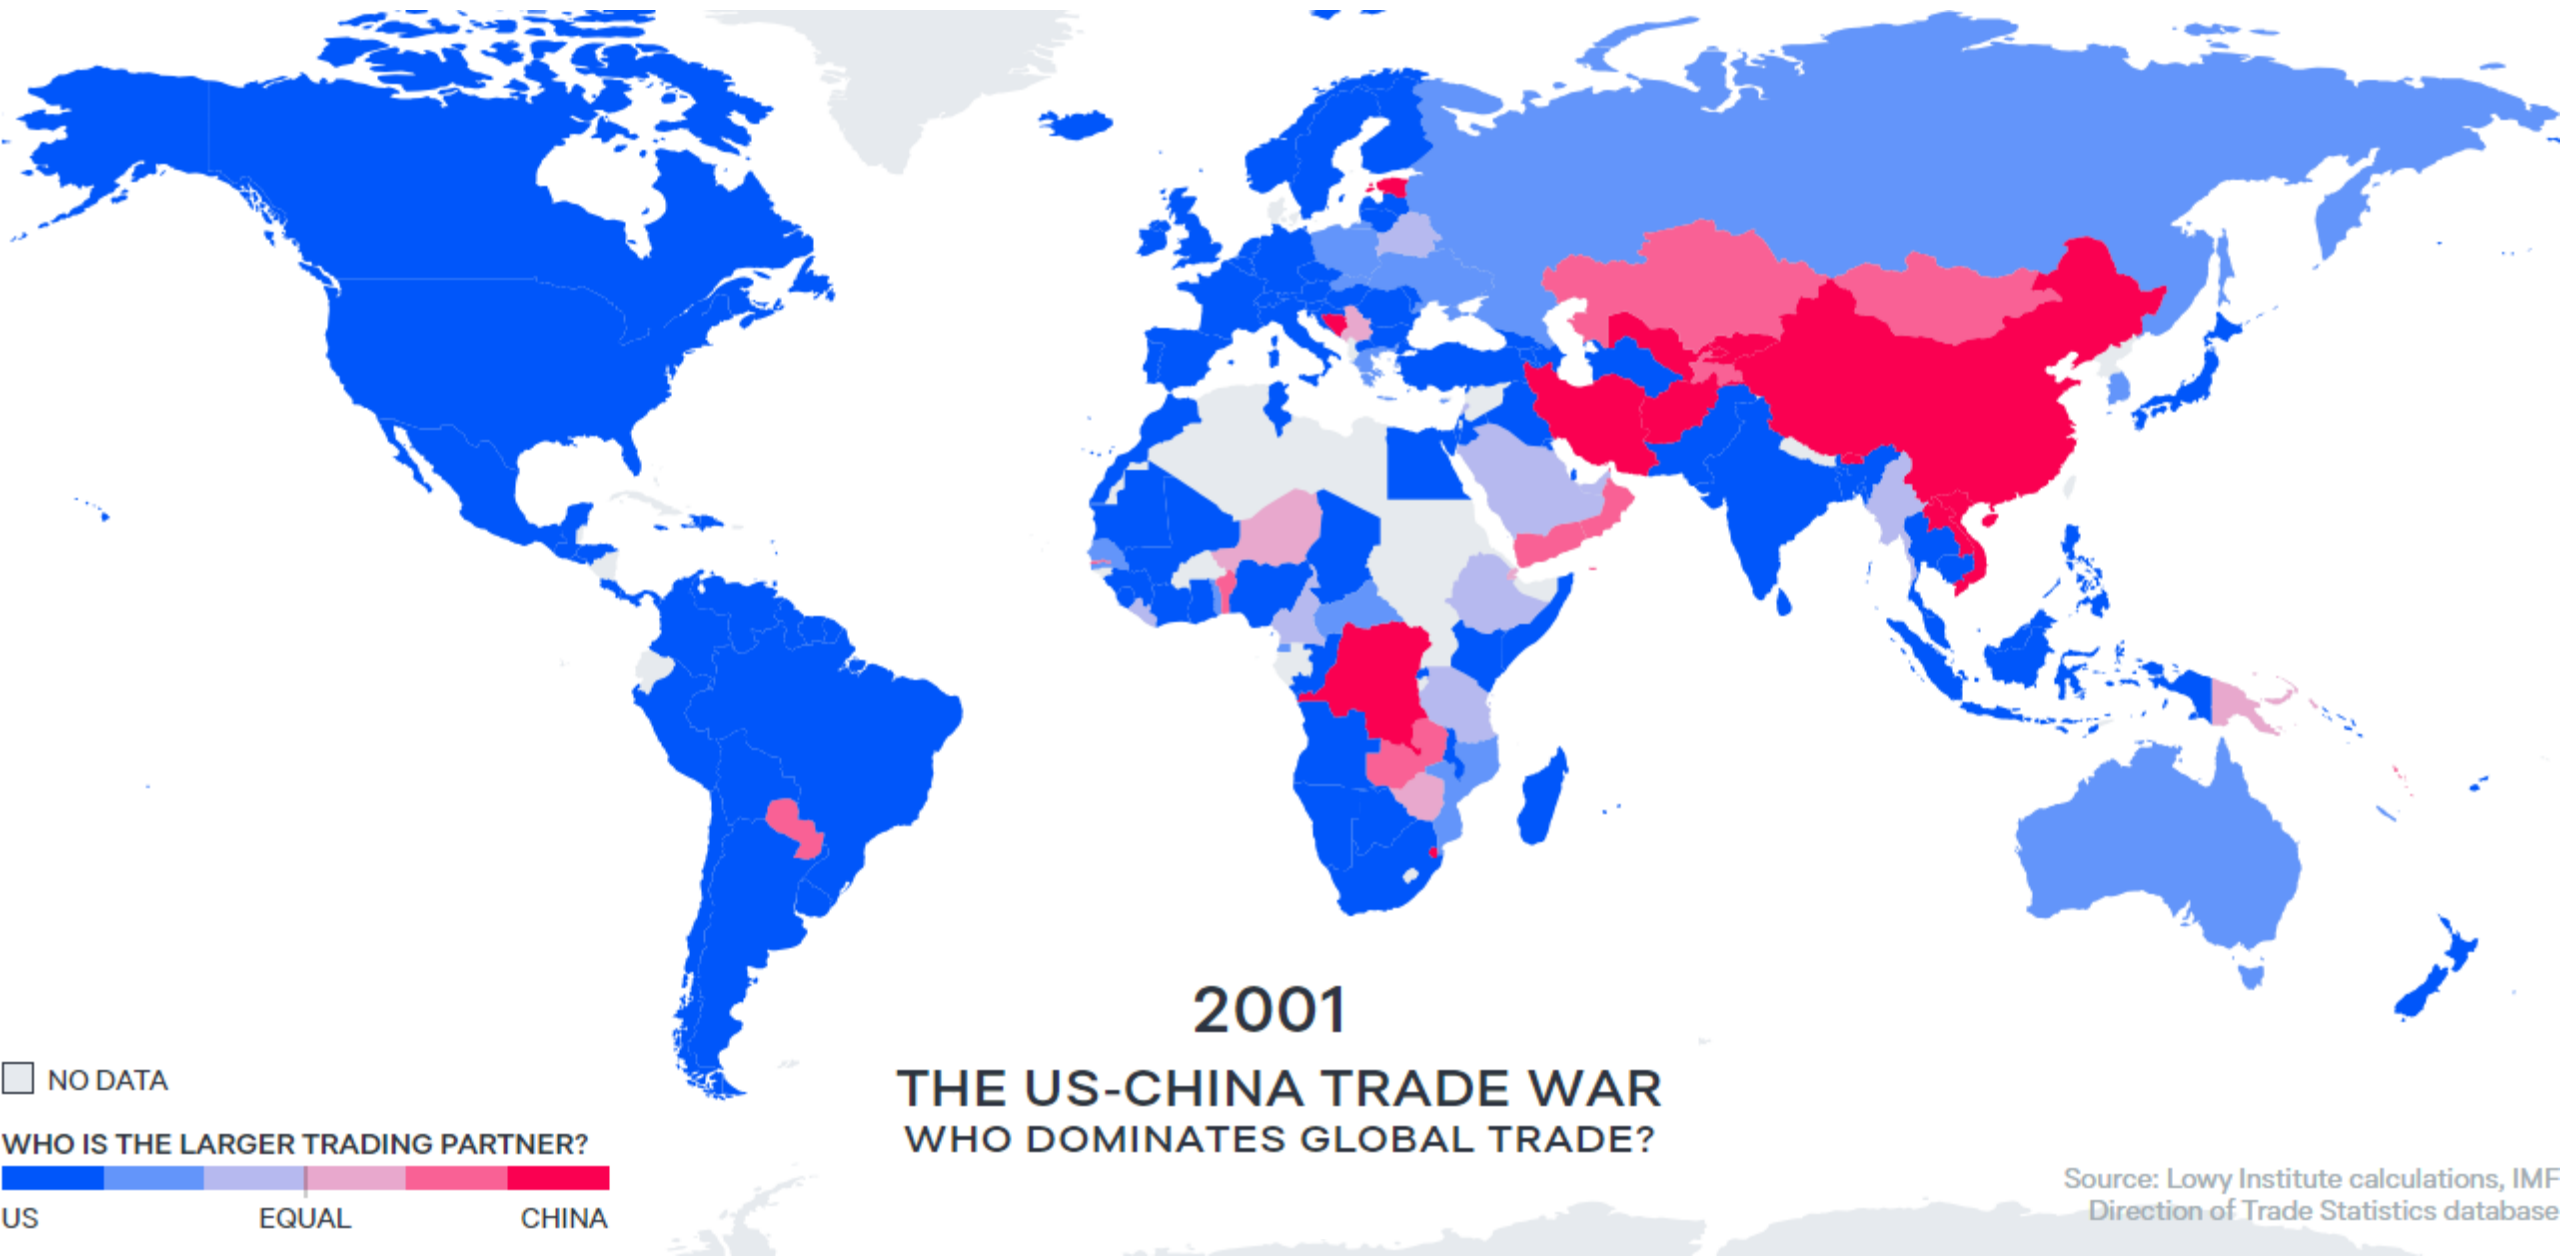 2001
THE US-CHINA TRADE WAR
WHO DOMINATES GLOBAL TRADE?
NO DATA
WHO IS THE LARGER TRADING PARTNER?
US EQUAL CHINA
Source: Lowy Institute calculations, IMF
Direction of Trade Statistics database